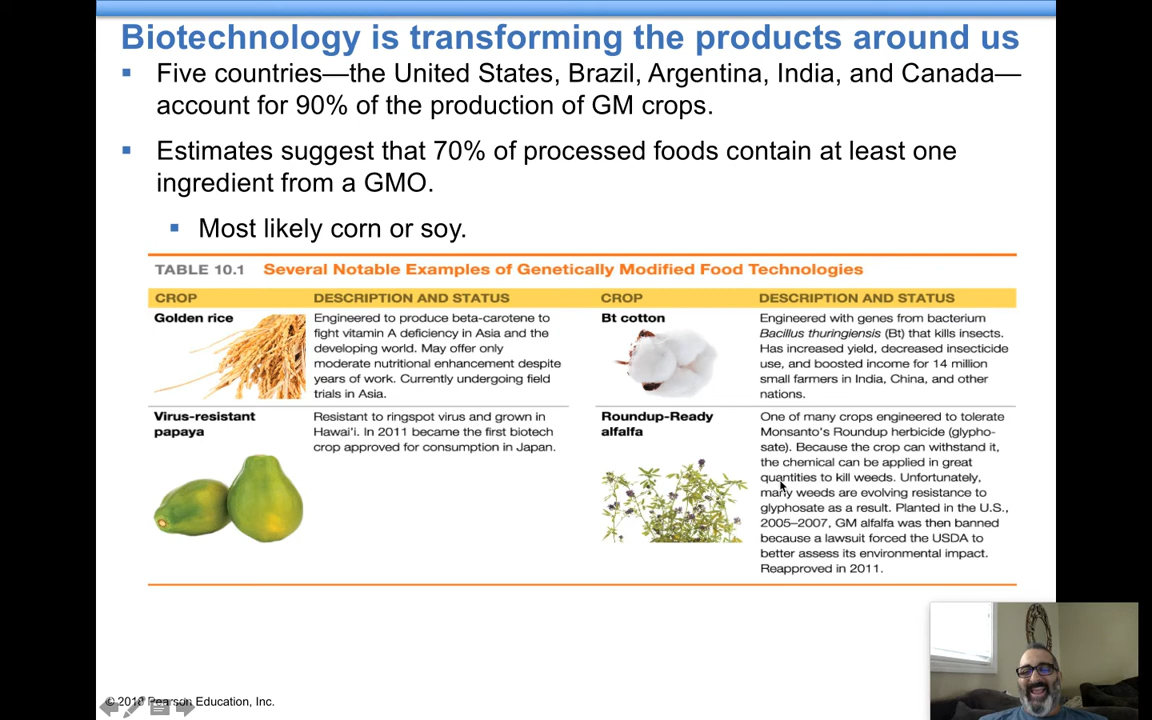 Biotechnology is transforming the products around us
▪ Five countries—the United States, Brazil, Argentina, India, and Canada—
account for 90% of the production of GM crops.
▪ Estimates suggest that 70% of processed foods contain at least one
ingredient from a GMO.
▪ Most likely corn or soy.
TABLE 10.1 Several Notable Examples of Genetically Modified Food Technologies
CROP DESCRIPTION AND STATUS
Golden rice
Engineered to produce beta-carotene to
fight vitamin A deficiency in Asia and the
developing world. May offer only
moderate nutritional enhancement despite
years of work. Currently undergoing field
trials in Asia.
Virus-resistant
papaya
Resistant to ringspot virus and grown in
Hawai'i. In 2011 became the first biotech
crop approved for consumption in Japan.
CROP DESCRIPTION AND STATUS
Bt cotton
Engineered with genes from bacterium
Bacillus thuringiensis (Bt) that kills insects.
Has increased yield, decreased insecticide
use, and boosted income for 14 million
small farmers in India, China, and other
nations.
Roundup-Ready
alfalfa
One of many crops engineered to tolerate
Monsanto's Roundup herbicide (glypho-
sate). Because the crop can withstand it,
the chemical can be applied in great
quantities to kill weeds. Unfortunately,
many weeds are evolving resistance to
glyphosate as a result. Planted in the U.S.,
2005–2007, GM alfalfa was then banned
because a lawsuit forced the USDA to
better assess its environmental impact.
Reapproved in 2011.
© 2018 Pearson Education, Inc.